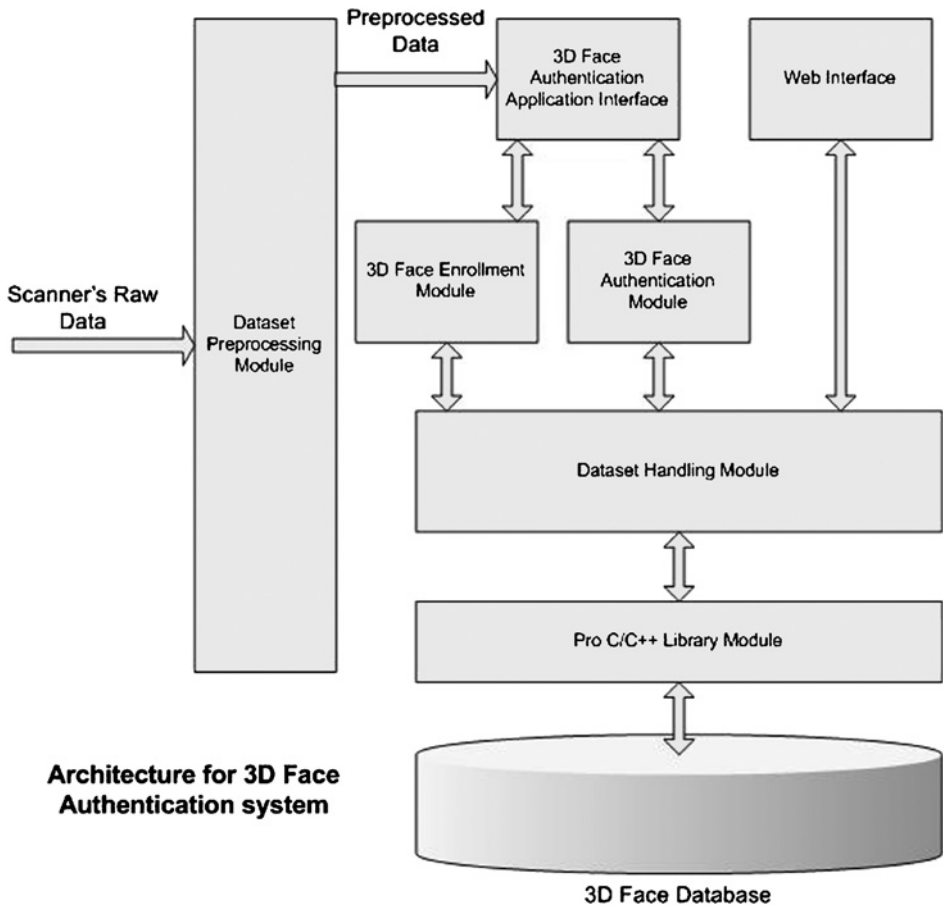 Preprocessed
Data
3D Face
Authentication
Application Interface
Web Interface
3D Face Enrollment
Module
3D Face
Authentication
Module
Scanner's Raw
Data
Dataset
Preprocessing
Module
Dataset Handling Module
Pro C/C++ Library Module
Architecture for 3D Face
Authentication system
3D Face Database